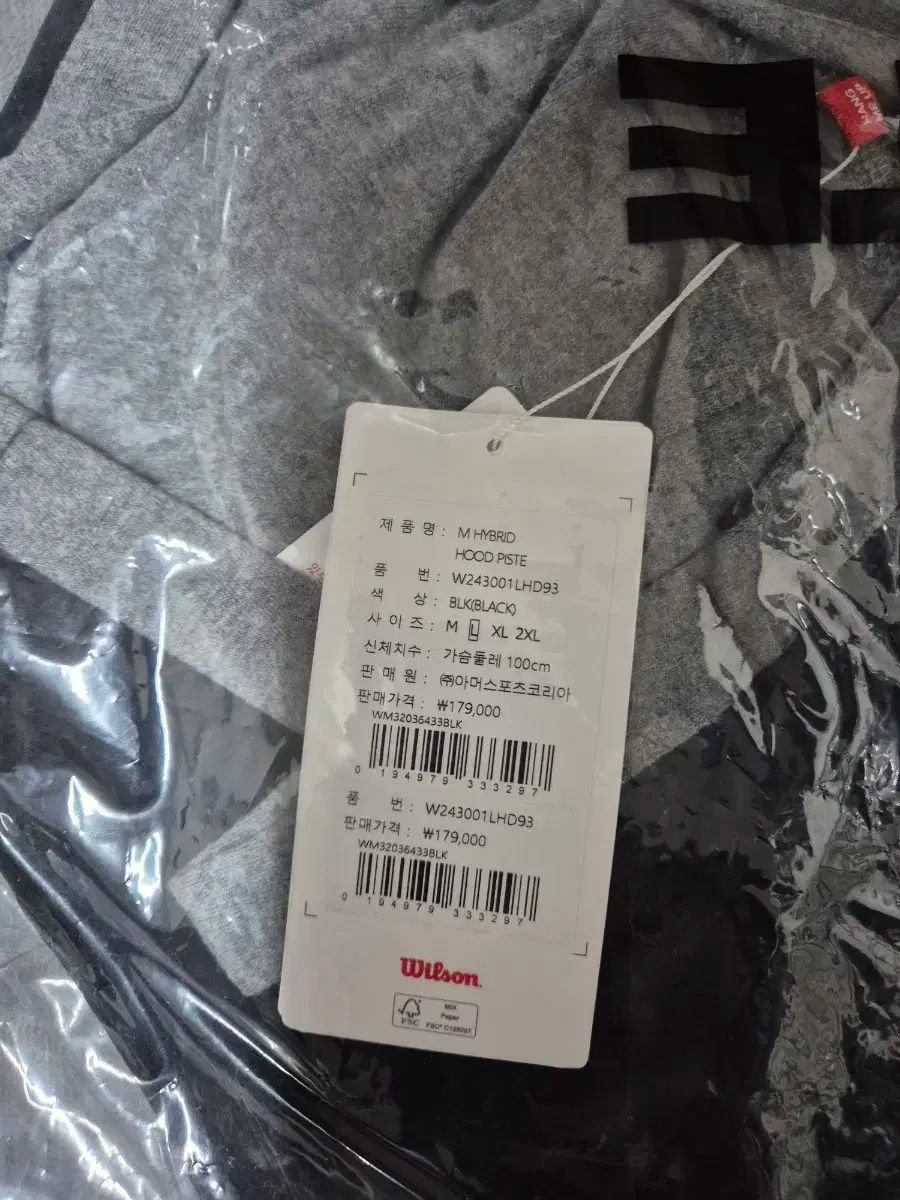 HANG
ME UP
제 품 명 : M HYBRID
HOOD PISTE
품 번 : W243001LHD93
색 상 : BLK(BLACK)
사 이 즈 : M L XL 2XL
신체치수 : 가슴둘레 100cm
판 매 원 : ㈜아머스포츠코리아
판매가격 : ₩179,000
WM32036433BLK
0 194979 333297
품 번 : W243001LHD93
판매가격 : ₩179,000
WM32036433BLK
0 194979 333297
Wilson
FSC
MIX
Paper